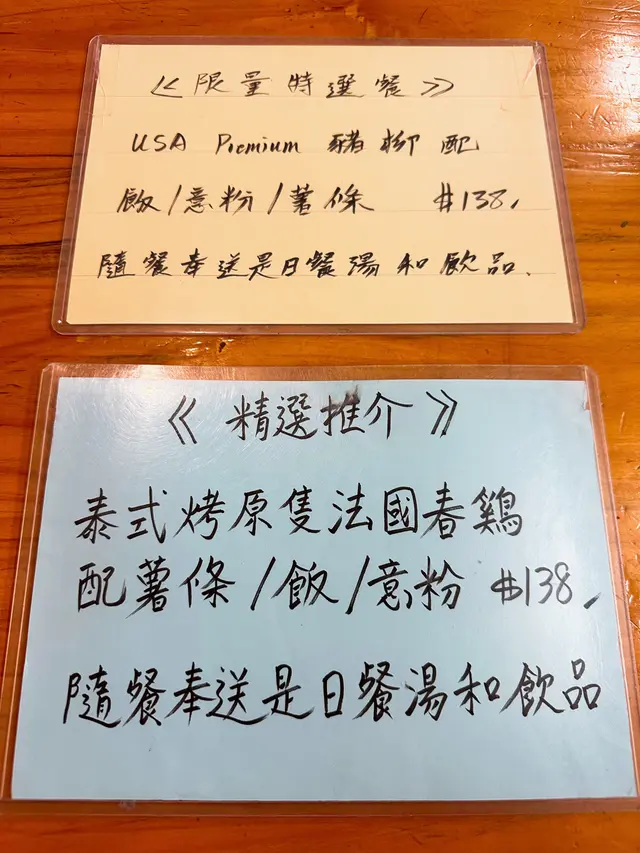 《限量特選餐》
USA Premium 豬柳配
飯/意粉/薯條 $138.
隨餐奉送是日餐湯和飲品.
《精選推介》
泰式烤原隻法國春鷄
配薯條/飯/意粉 $138.
隨餐奉送是日餐湯和飲品